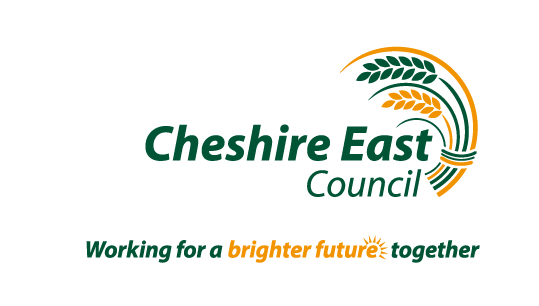 Cheshire East
Council
Working for a brighter future together